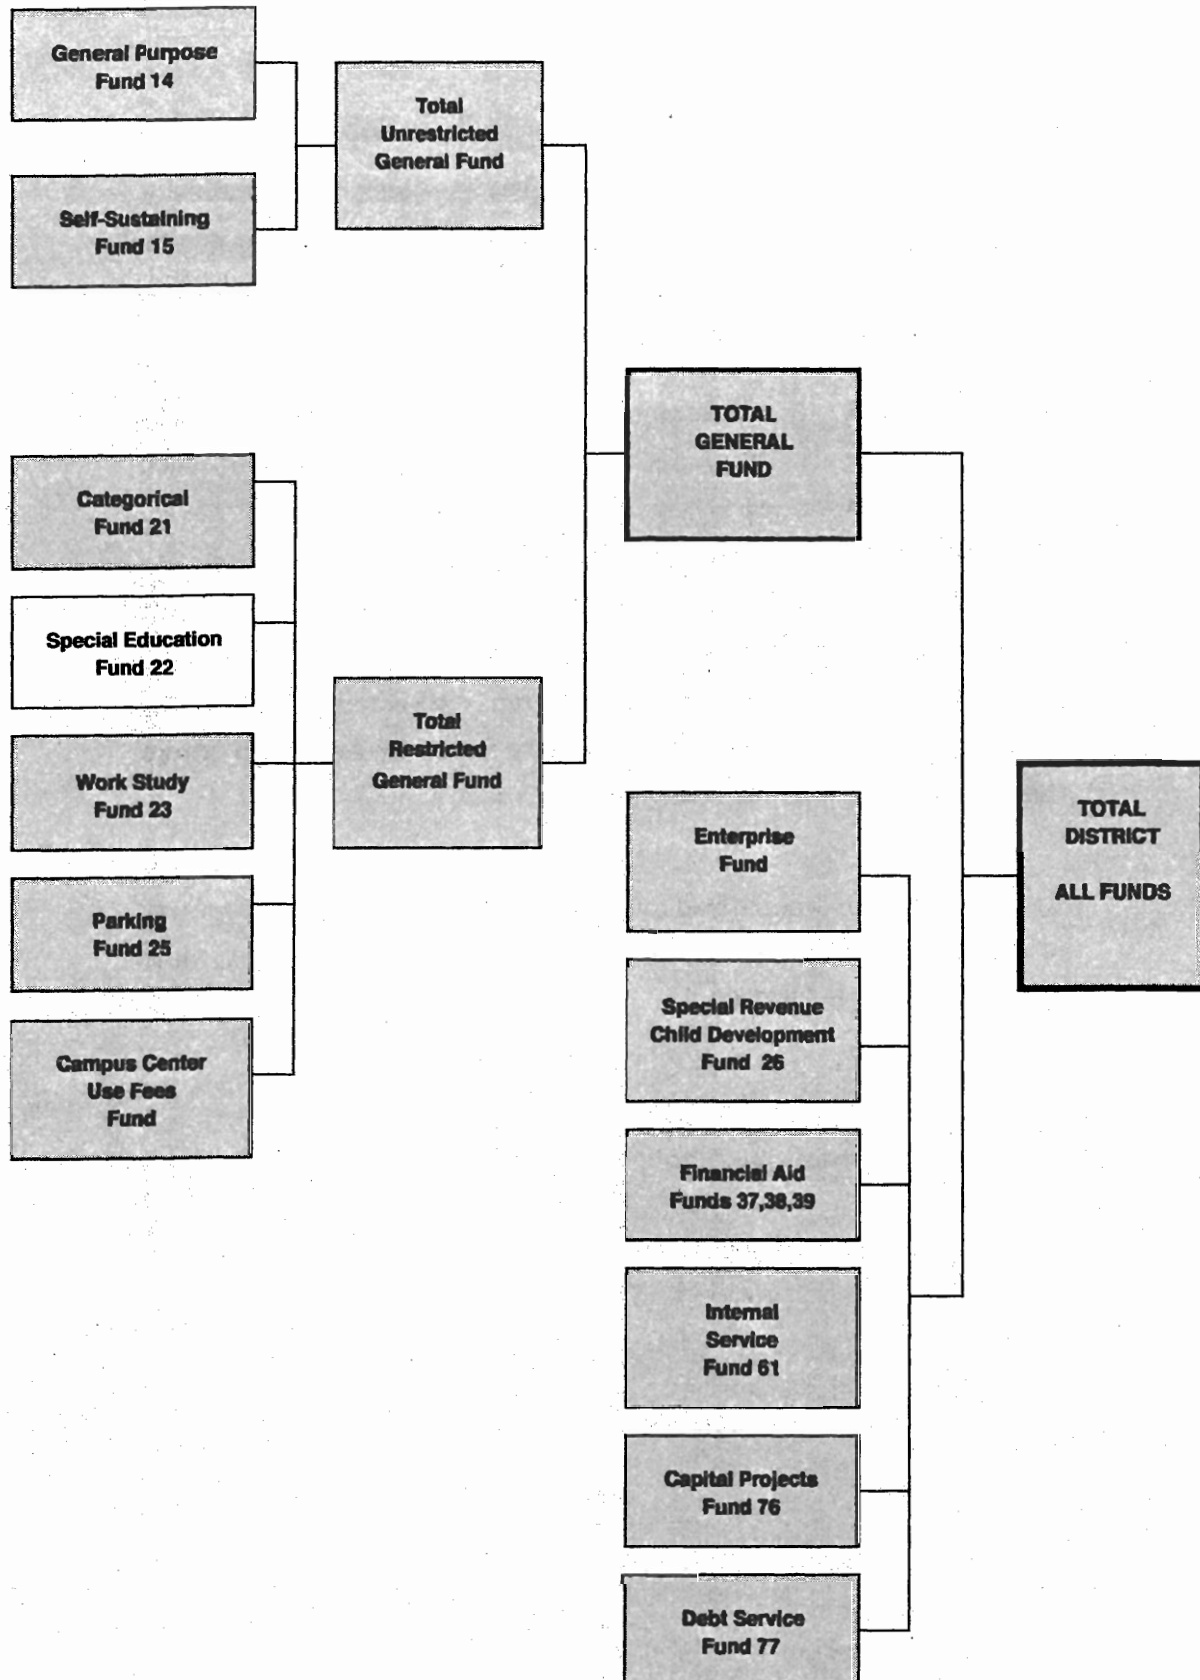 General Purpose
Fund 14
Self-Sustaining
Fund 15
Total
Unrestricted
General Fund
Categorical
Fund 21
Special Education
Fund 22
Work Study
Fund 23
Parking
Fund 25
Campus Center
Use Fees
Fund
Total
Restricted
General Fund
TOTAL
GENERAL
FUND
Enterprise
Fund
Special Revenue
Child Development
Fund 26
Financial Aid
Funds 37,38,39
Internal
Service
Fund 61
Capital Projects
Fund 76
Debt Service
Fund 77
TOTAL
DISTRICT
ALL FUNDS